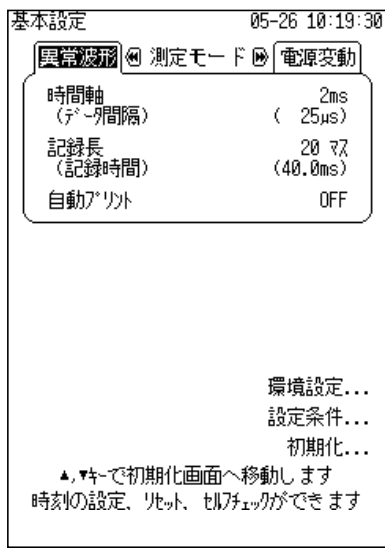 基本設定 05-26 10:19:30
異常波形 測定モード 電源変動
時間軸 2ms
(ﾃﾞｰﾀ間隔) ( 25μs)
記録長 20 ﾏｽ
(記録時間) (40.0ms)
自動ﾌﾟﾘﾝﾄ OFF
環境設定...
設定条件...
初期化...
▲,▼ｷｰで初期化画面へ移動します
時刻の設定、ﾘｾｯﾄ、ｾﾙﾌﾁｪｯｸができます